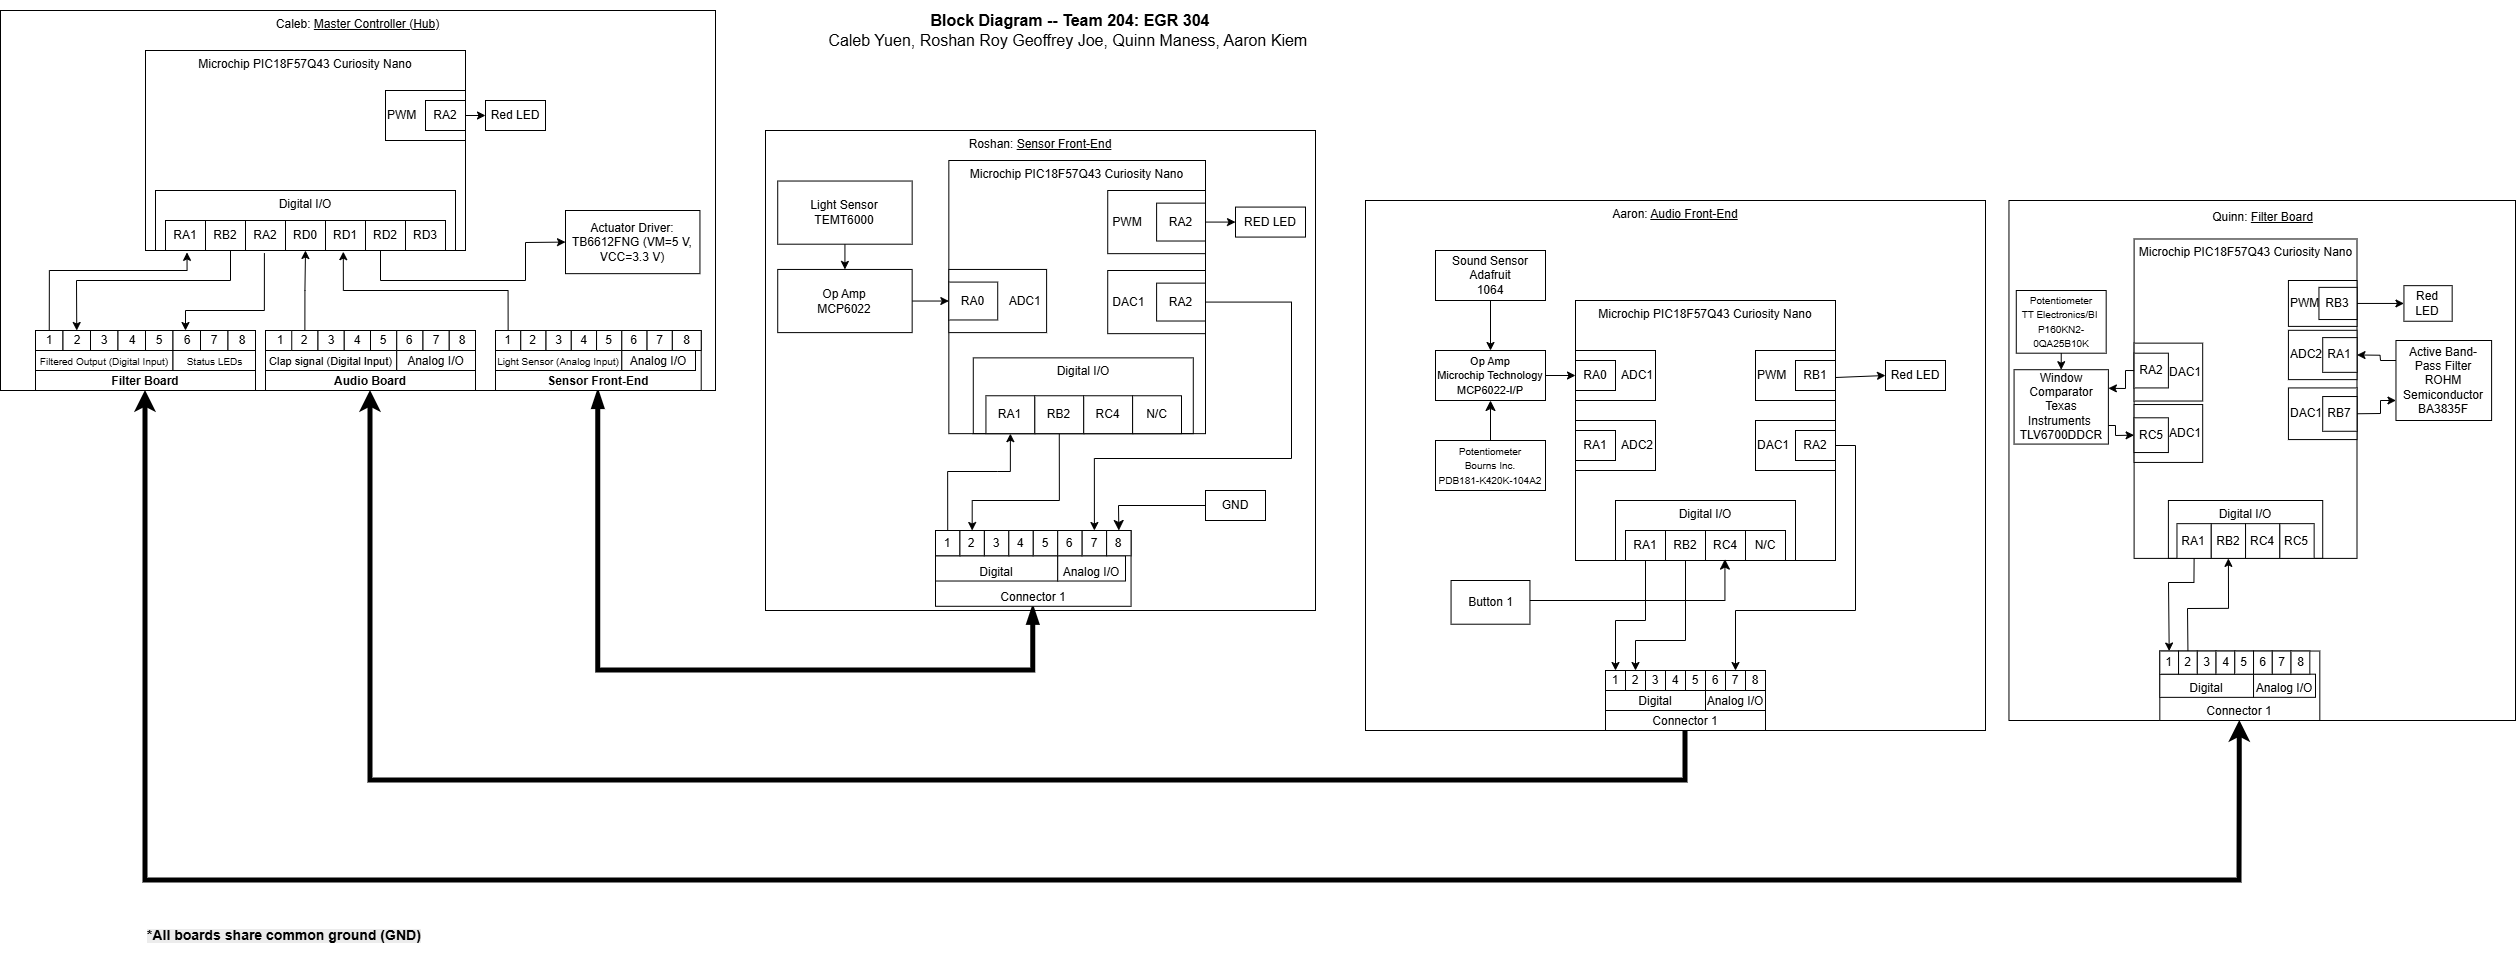 Block Diagram -- Team 204: EGR 304
Caleb Yuen, Roshan Roy Geoffrey Joe, Quinn Maness, Aaron Kiem
Caleb: Master Controller (Hub)
Microchip PIC18F57Q43 Curiosity Nano
PWM
RA2
Red LED
Digital I/O
RA1
RB2
RA2
RD0
RD1
RD2
RD3
Actuator Driver:
TB6612FNG (VM=5 V,
VCC=3.3 V)
1 2 3 4 5 6 7 8
Filtered Output (Digital Input)
Status LEDs
Filter Board
1 2 3 4 5 6 7 8
Clap signal (Digital Input)
Analog I/O
Audio Board
1 2 3 4 5 6 7 8
Light Sensor (Analog Input)
Analog I/O
Sensor Front-End
Roshan: Sensor Front-End
Microchip PIC18F57Q43 Curiosity Nano
Light Sensor
TEMT6000
Op Amp
MCP6022
RA0
ADC1
PWM
RA2
RED LED
DAC1
RA2
Digital I/O
RA1
RB2
RC4
N/C
GND
1 2 3 4 5 6 7 8
Digital
Analog I/O
Connector 1
Aaron: Audio Front-End
Sound Sensor
Adafruit
1064
Microchip PIC18F57Q43 Curiosity Nano
Op Amp
Microchip Technology
MCP6022-I/P
RA0
ADC1
PWM
RB1
Red LED
Potentiometer
Bourns Inc.
PDB181-K420K-104A2
RA1
ADC2
DAC1
RA2
Digital I/O
RA1
RB2
RC4
N/C
Button 1
1 2 3 4 5 6 7 8
Digital
Analog I/O
Connector 1
Quinn: Filter Board
Microchip PIC18F57Q43 Curiosity Nano
Potentiometer
TT Electronics/BI
P160KN2-
0QA25B10K
Window
Comparator
Texas
Instruments
TLV6700DDCR
RA2
DAC1
RC5
ADC1
PWM
RB3
Red
LED
ADC2
RA1
DAC1
RB7
Active Band-
Pass Filter
ROHM
Semiconductor
BA3835F
Digital I/O
RA1
RB2
RC4
RC5
1 2 3 4 5 6 7 8
Digital
Analog I/O
Connector 1
*All boards share common ground (GND)